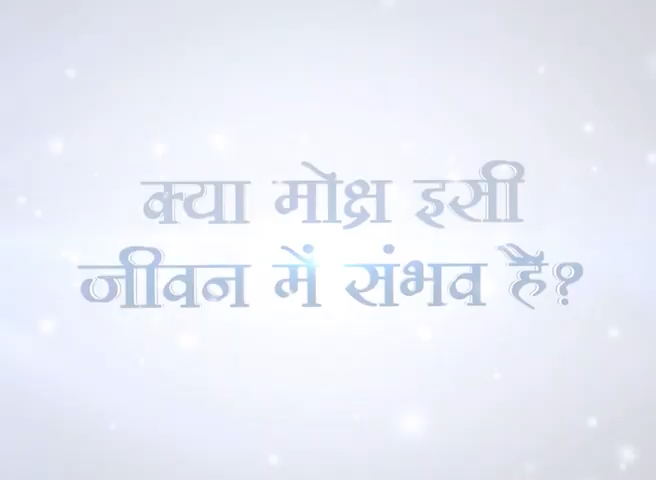 क्या मोक्ष इसी
जीवन में संभव है?